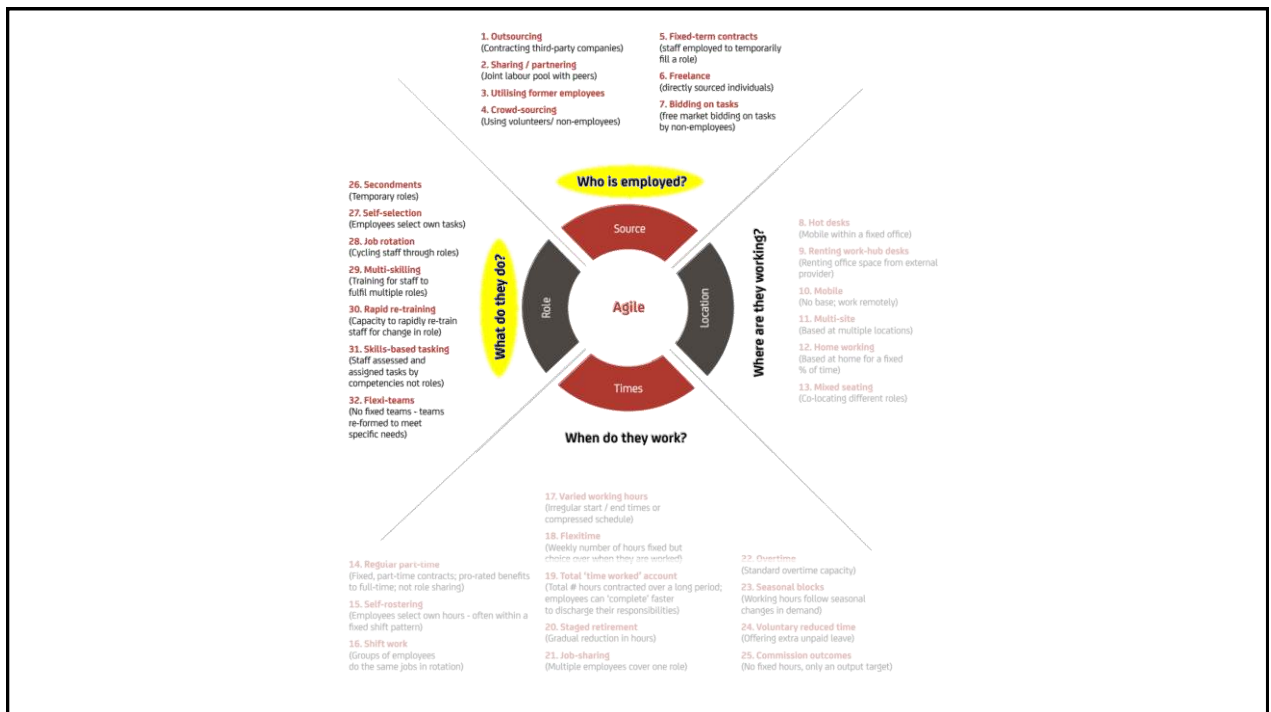 1. Outsourcing
(Contracting third-party companies)
2. Sharing / partnering
(Joint labour pool with peers)
3. Utilising former employees
4. Crowd-sourcing
(Using volunteers/ non-employees)
5. Fixed-term contracts
(staff employed to temporarily
fill a role)
6. Freelance
(directly sourced individuals)
7. Bidding on tasks
(free market bidding on tasks
by non-employees)
Who is employed?
Source
26. Secondments
(Temporary roles)
27. Self-selection
(Employees select own tasks)
28. Job rotation
(Cycling staff through roles)
29. Multi-skilling
(Training for staff to
fulfil multiple roles)
30. Rapid re-training
(Capacity to rapidly re-train
staff for change in role)
31. Skills-based tasking
(Staff assessed and
assigned tasks by
competencies not roles)
32. Flexi-teams
(No fixed teams - teams
re-formed to meet
specific needs)
What do they do?
Role
Agile
Location
Where are they working?
8. Hot desks
(Mobile within a fixed office)
9. Renting work-hub desks
(Renting office space from external
provider)
10. Mobile
(No base; work remotely)
11. Multi-site
(Based at multiple locations)
12. Home working
(Based at home for a fixed
% of time)
13. Mixed seating
(Co-locating different roles)
Times
When do they work?
14. Regular part-time
(Fixed, part-time contracts; pro-rated benefits
to full-time; not role sharing)
15. Self-rostering
(Employees select own hours - often within a
fixed shift pattern)
16. Shift work
(Groups of employees
do the same jobs in rotation)
17. Varied working hours
(Irregular start / end times or
compressed schedule)
18. Flexitime
(Weekly number of hours fixed but
choice over when they are worked)
19. Total 'time worked' account
(Total # hours contracted over a long period;
employees can 'complete' faster
to discharge their responsibilities)
20. Staged retirement
(Gradual reduction in hours)
21. Job-sharing
(Multiple employees cover one role)
22. Overtime
(Standard overtime capacity)
23. Seasonal blocks
(Working hours follow seasonal
changes in demand)
24. Voluntary reduced time
(Offering extra unpaid leave)
25. Commission outcomes
(No fixed hours, only an output target)